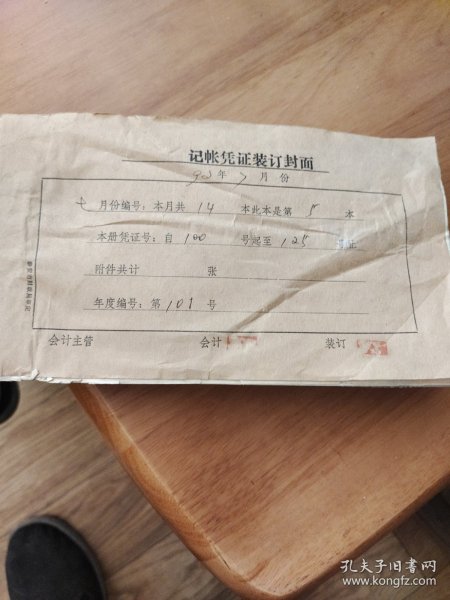 记帐凭证装订封面
年 7 月份
七 月份编号：本月共 14 本此本是第 5 本
本册凭证号：自 100 号起至 125 号止
附件共计 张
年度编号：第 101 号
会计主管 会计 装订
孔夫子旧书网
www.kongfz.com